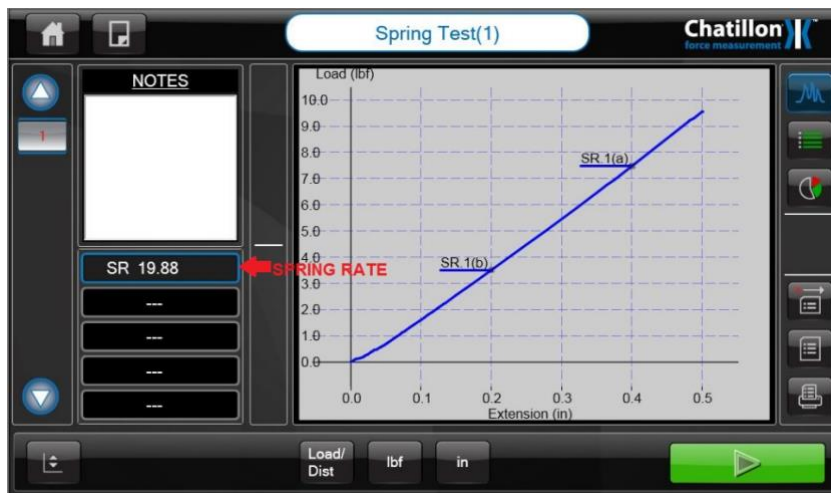 Spring Test(1)
Chatillon
force measurement
1
NOTES
SR 19.88
---
---
---
---
SPRING RATE
Load (lbf)
10.0
9.0
8.0
7.0
6.0
5.0
4.0
3.0
2.0
1.0
0.0
SR.1(a)
SR.1(b)
0.0 0.1 0.2 0.3 0.4 0.5
Extension (in)
Load/
Dist
lbf
in